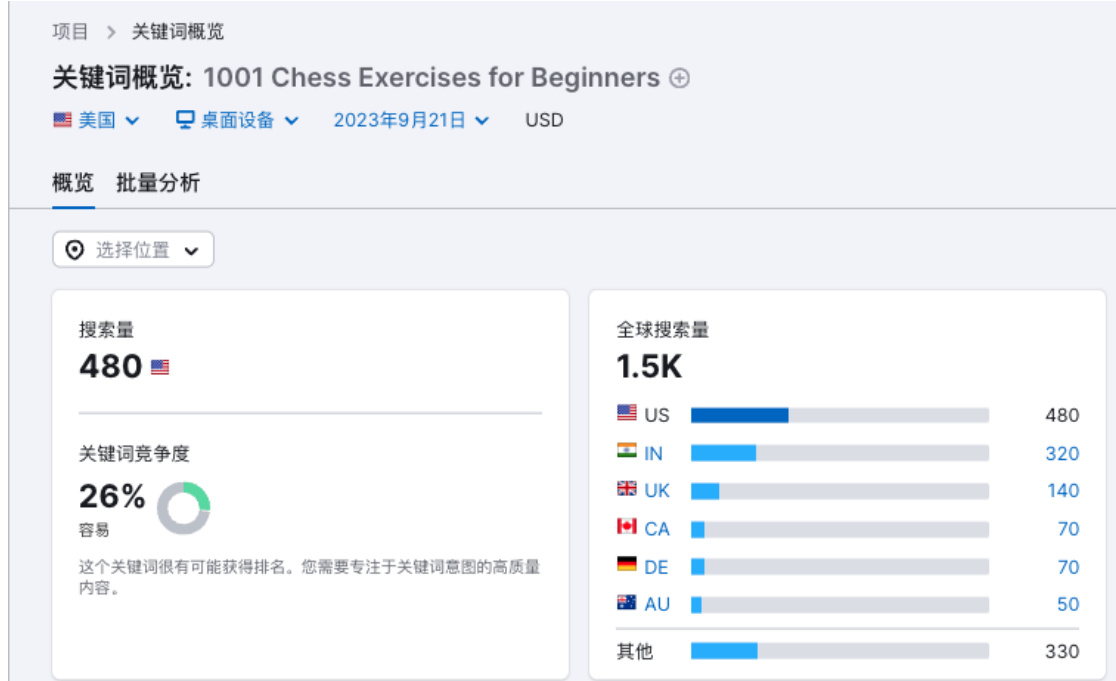 项目 > 关键词概览
关键词概览: 1001 Chess Exercises for Beginners
美国 桌面设备 2023年9月21日 USD
概览 批量分析
选择位置
搜索量
480
关键词竞争度
26%
容易
这个关键词很有可能获得排名。您需要专注于关键词意图的高质量
内容。
全球搜索量
1.5K
US 480
IN 320
UK 140
CA 70
DE 70
AU 50
其他 330